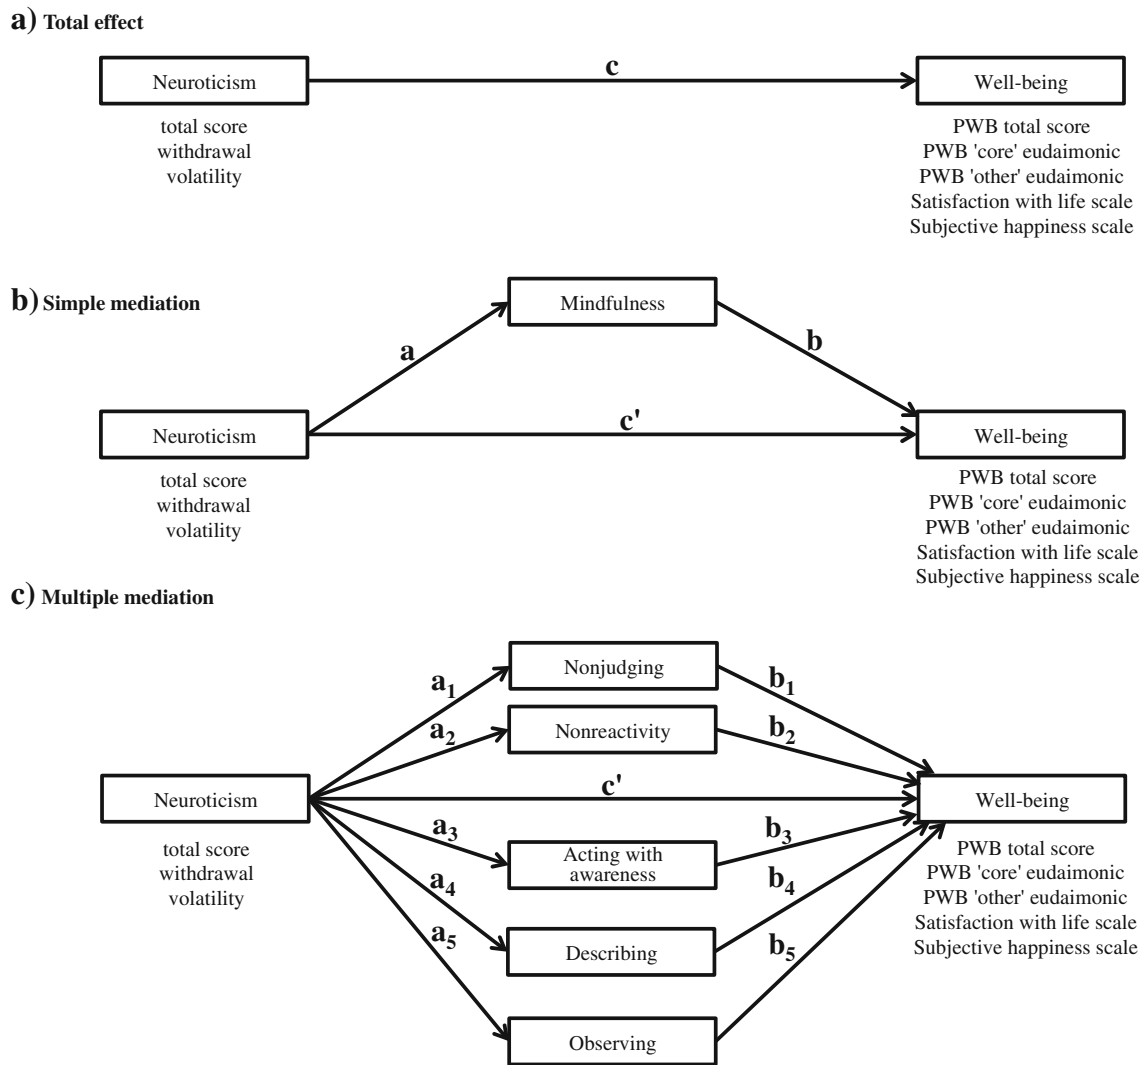 a) Total effect
c
Neuroticism
Well-being
total score
withdrawal
volatility
PWB total score
PWB 'core' eudaimonic
PWB 'other' eudaimonic
Satisfaction with life scale
Subjective happiness scale
b) Simple mediation
Mindfulness
a
b
c'
Neuroticism
Well-being
total score
withdrawal
volatility
PWB total score
PWB 'core' eudaimonic
PWB 'other' eudaimonic
Satisfaction with life scale
Subjective happiness scale
c) Multiple mediation
Nonjudging
a1
b1
Nonreactivity
a2
b2
c'
Neuroticism
Well-being
total score
withdrawal
volatility
a3
b3
Acting with
awareness
a4
b4
Describing
a5
b5
Observing
PWB total score
PWB 'core' eudaimonic
PWB 'other' eudaimonic
Satisfaction with life scale
Subjective happiness scale